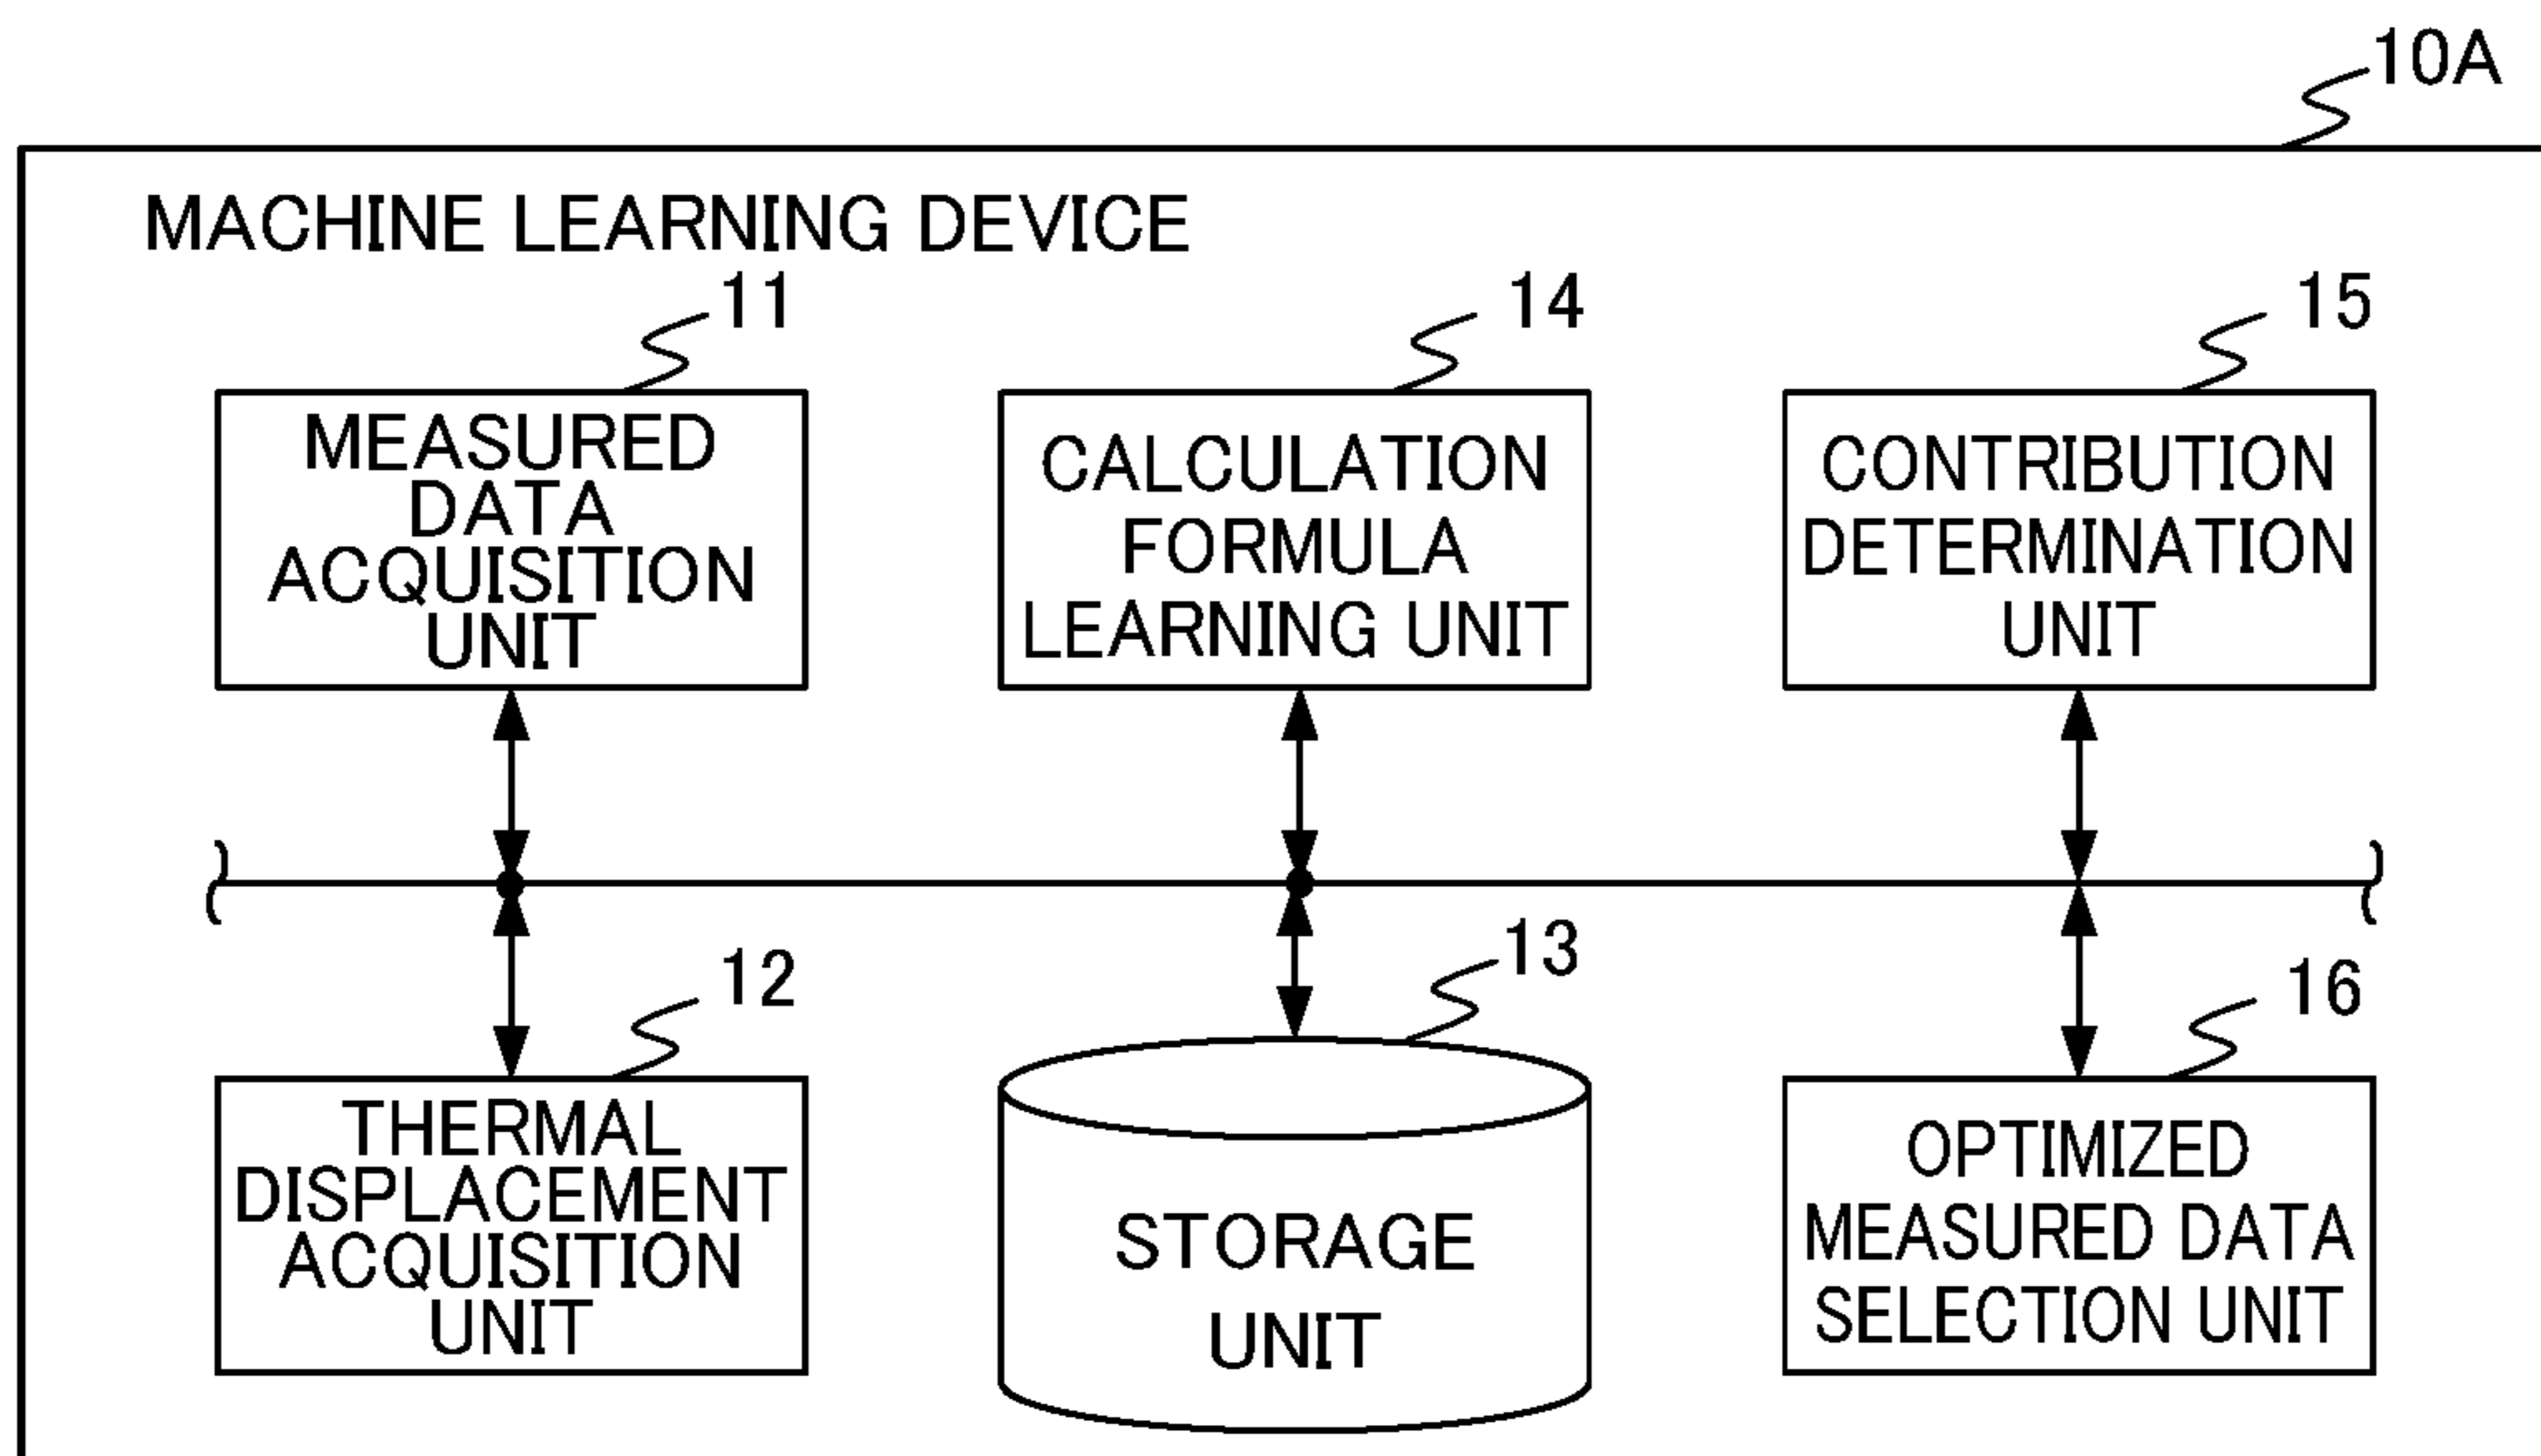 10A
MACHINE LEARNING DEVICE
11
MEASURED
DATA
ACQUISITION
UNIT
14
CALCULATION
FORMULA
LEARNING UNIT
15
CONTRIBUTION
DETERMINATION
UNIT
12
THERMAL
DISPLACEMENT
ACQUISITION
UNIT
13
STORAGE
UNIT
16
OPTIMIZED
MEASURED DATA
SELECTION UNIT